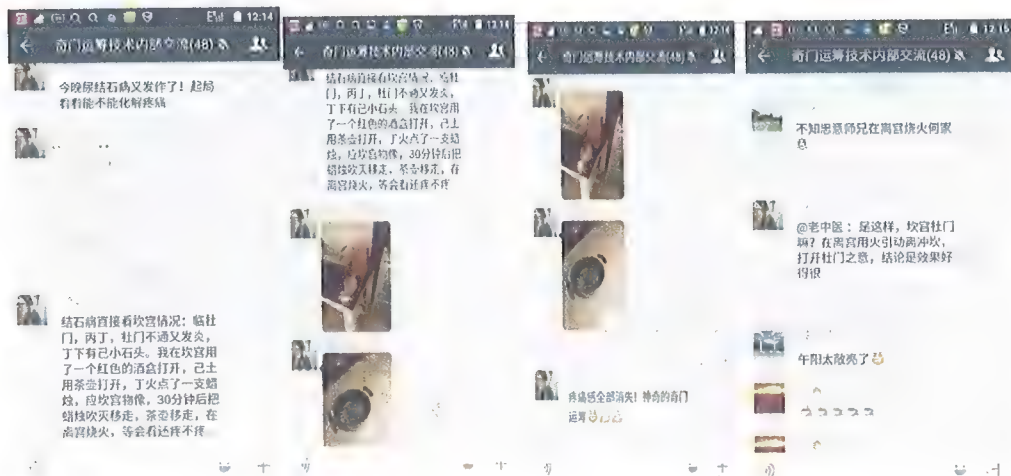 12:14
奇门运筹技术内部交流(48)
今晚尿结石病又发作了！起局
看看能不能化解疼痛
结石病直接看坎宫情况：临杜
门，丙丁，杜门不通又发炎，
丁下有己小石头。我在坎宫用
了一个红色的酒盒打开，己土
用茶壶打开，丁火点了一支蜡
烛，应坎宫物像，30分钟后把
蜡烛吹灭移走，茶壶移走，在
离宫烧火，等会看还疼不疼
12:14
奇门运筹技术内部交流(48)
结石病直接看坎宫情况：临杜
门，丙丁，杜门不通又发炎，
丁下有己小石头。我在坎宫用
了一个红色的酒盒打开，己土
用茶壶打开，丁火点了一支蜡
烛，应坎宫物像，30分钟后把
蜡烛吹灭移走，茶壶移走，在
离宫烧火，等会看还疼不疼
奇门运筹技术内部交流(48)
疼痛感全部消失！神奇的奇门
运筹
12:15
奇门运筹技术内部交流(48)
不知忠意师兄在离宫烧火何寓
意
@老中医：是这样，坎宫杜门
嘛？在离宫用火引动离冲坎，
打开杜门之意，结论是效果好
得很
午阳太敞亮了